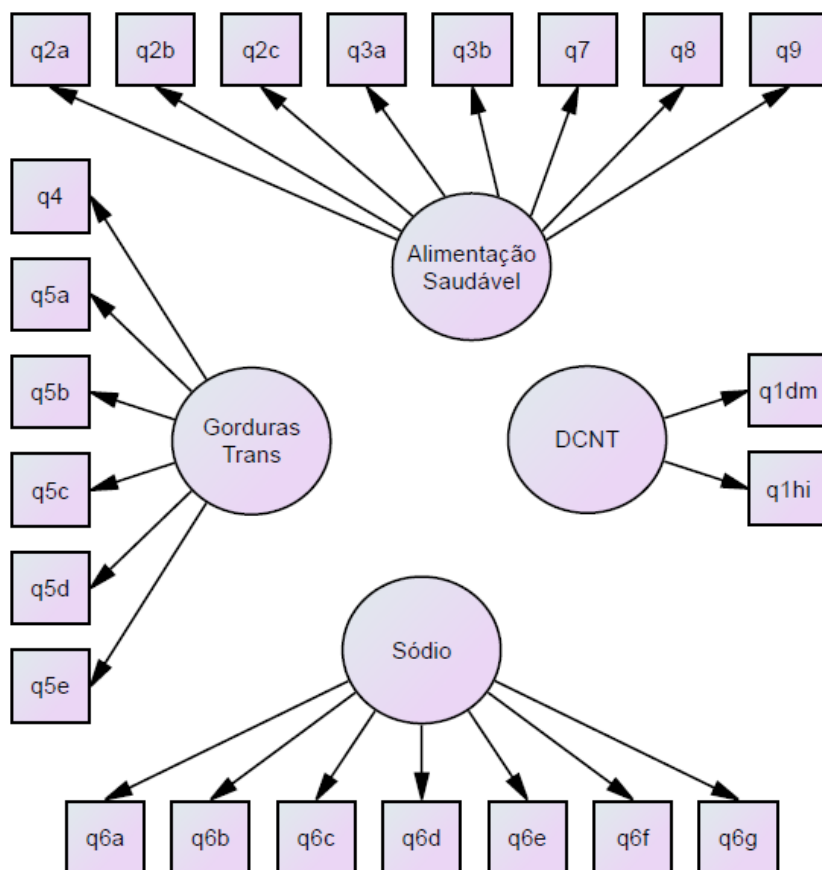 q2a
q2b
q2c
q3a
q3b
q7
q8
q9
q4
Alimentação
Saudável
q5a
q5b
q1dm
Gorduras
Trans
DCNT
q5c
q1hi
q5d
Sódio
q5e
q6a
q6b
q6c
q6d
q6e
q6f
q6g